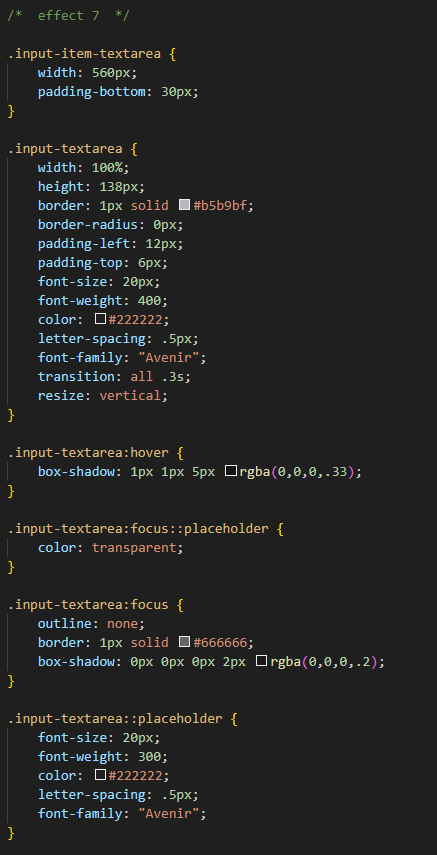 /*  effect 7  */
.input-item-textarea {
    width: 560px;
    padding-bottom: 30px;
}
.input-textarea {
    width: 100%;
    height: 138px;
    border: 1px solid #b5b9bf;
    border-radius: 0px;
    padding-left: 12px;
    padding-top: 6px;
    font-size: 20px;
    font-weight: 400;
    color: #222222;
    letter-spacing: .5px;
    font-family: "Avenir";
    transition: all .3s;
    resize: vertical;
}
.input-textarea:hover {
    box-shadow: 1px 1px 5px rgba(0,0,0,.33);
}
.input-textarea:focus::placeholder {
    color: transparent;
}
.input-textarea:focus {
    outline: none;
    border: 1px solid #666666;
    box-shadow: 0px 0px 0px 2px rgba(0,0,0,.2);
}
.input-textarea::placeholder {
    font-size: 20px;
    font-weight: 300;
    color: #222222;
    letter-spacing: .5px;
    font-family: "Avenir";
}